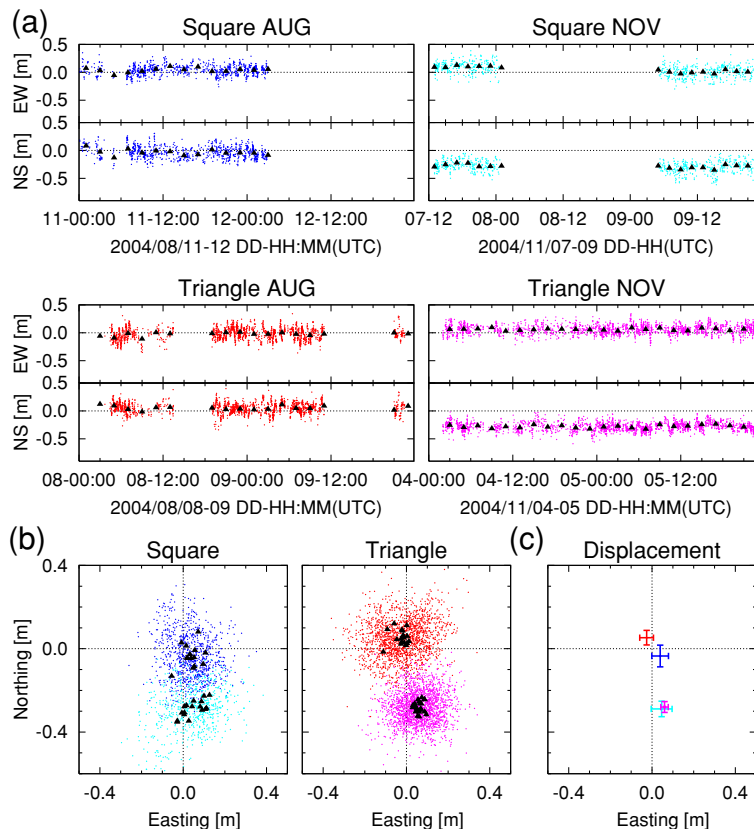 (a) Square AUG Square NOV
0.5
EW [m] 0.0
-0.5
NS [m] 0.0
-0.5
11-00:00 11-12:00 12-00:00 12-12:00 07-12 08-00 08-12 09-00 09-12
2004/08/11-12 DD-HH:MM(UTC) 2004/11/07-09 DD-HH(UTC)
Triangle AUG Triangle NOV
0.5
EW [m] 0.0
-0.5
0.5
NS [m] 0.0
-0.5
08-00:00 08-12:00 09-00:00 09-12:00 04-00:00 04-12:00 05-00:00 05-12:00
2004/08/08-09 DD-HH:MM(UTC) 2004/11/04-05 DD-HH:MM(UTC)
(b) Square Triangle (c) Displacement
0.4
0.0
Northing [m]
-0.4
-0.4 0.0 0.4 -0.4 0.0 0.4 -0.4 0.0 0.4
Easting [m] Easting [m] Easting [m]